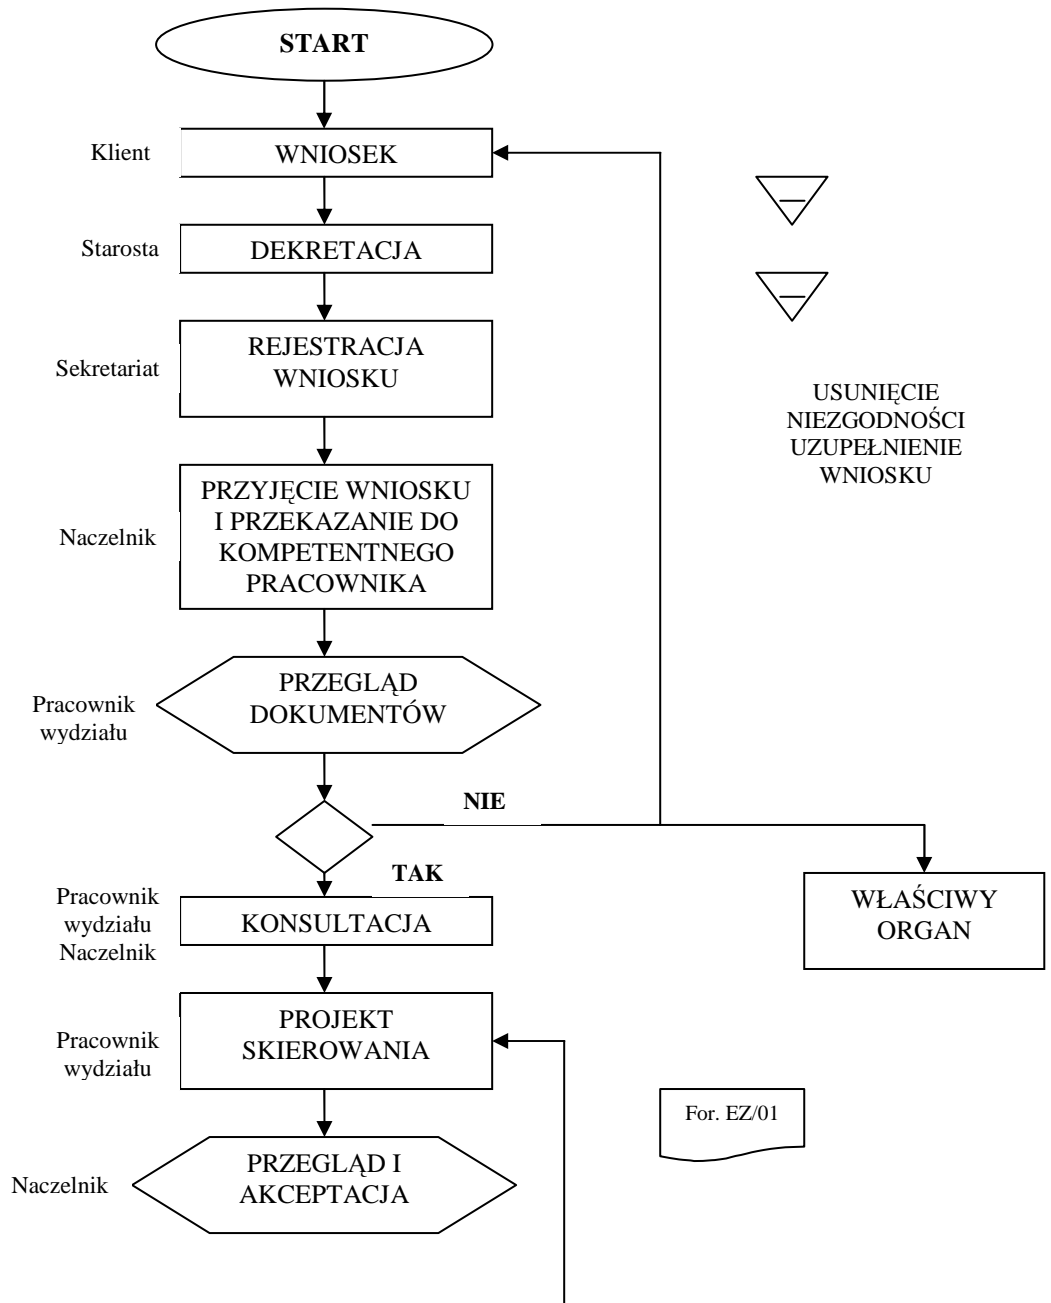 START
Klient
WNIOSEK
Starosta
DEKRETACJA
Sekretariat
REJESTRACJA
WNIOSKU
USUNIĘCIE
NIEZGODNOŚCI
UZUPEŁNIENIE
WNIOSKU
Naczelnik
PRZYJĘCIE WNIOSKU
I PRZEKAZANIE DO
KOMPETENTNEGO
PRACOWNIKA
Pracownik
wydziału
PRZEGLĄD
DOKUMENTÓW
NIE
TAK
Pracownik
wydziału
Naczelnik
KONSULTACJA
WŁAŚCIWY
ORGAN
Pracownik
wydziału
PROJEKT
SKIEROWANIA
For. EZ/01
Naczelnik
PRZEGLĄD I
AKCEPTACJA